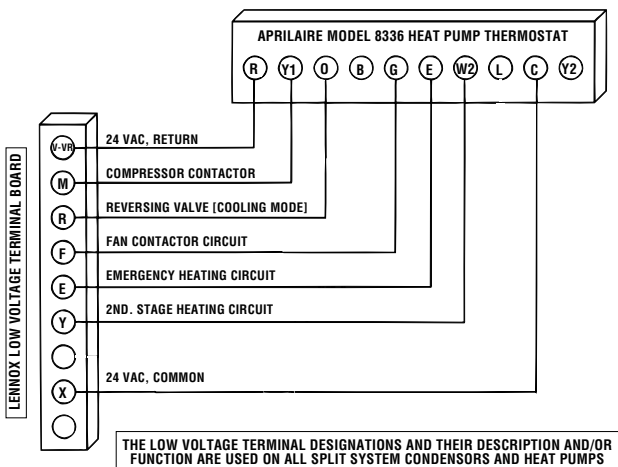 APRILAIRE MODEL 8336 HEAT PUMP THERMOSTAT
R Y1 O B G E W2 L C Y2
LENNOX LOW VOLTAGE TERMINAL BOARD
V-VR 24 VAC, RETURN
M COMPRESSOR CONTACTOR
R REVERSING VALVE [COOLING MODE]
F FAN CONTACTOR CIRCUIT
E EMERGENCY HEATING CIRCUIT
Y 2ND. STAGE HEATING CIRCUIT
X 24 VAC, COMMON
THE LOW VOLTAGE TERMINAL DESIGNATIONS AND THEIR DESCRIPTION AND/OR
FUNCTION ARE USED ON ALL SPLIT SYSTEM CONDENSORS AND HEAT PUMPS